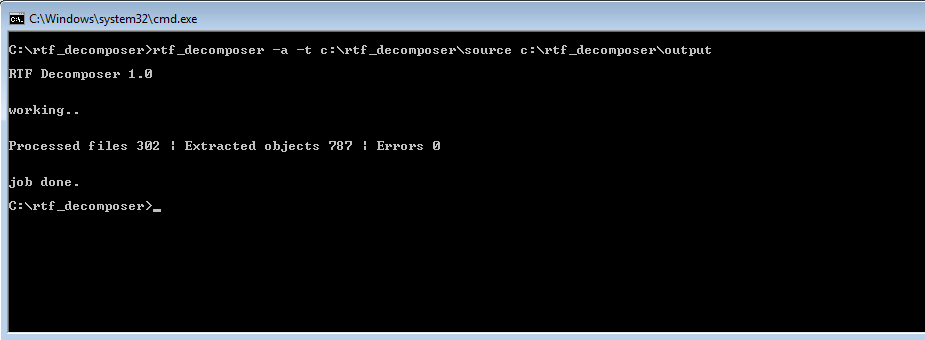 C:\Windows\system32\cmd.exe
C:\rtf_decomposer>rtf_decomposer -a -t c:\rtf_decomposer\source c:\rtf_decomposer\output
RTF Decomposer 1.0
working..
Processed files 302 | Extracted objects 787 | Errors 0
job done.
C:\rtf_decomposer>_